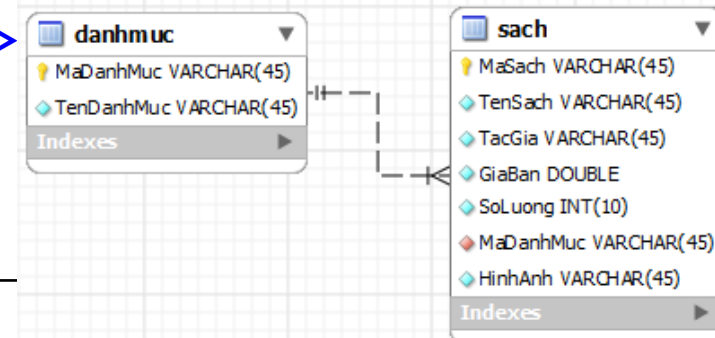 danhmuc
MaDanhMuc VARCHAR(45)
TenDanhMuc VARCHAR(45)
Indexes
sach
MaSach VARCHAR(45)
TenSach VARCHAR(45)
TacGia VARCHAR(45)
GiaBan DOUBLE
SoLuong INT(10)
MaDanhMuc VARCHAR(45)
HinhAnh VARCHAR(45)
Indexes